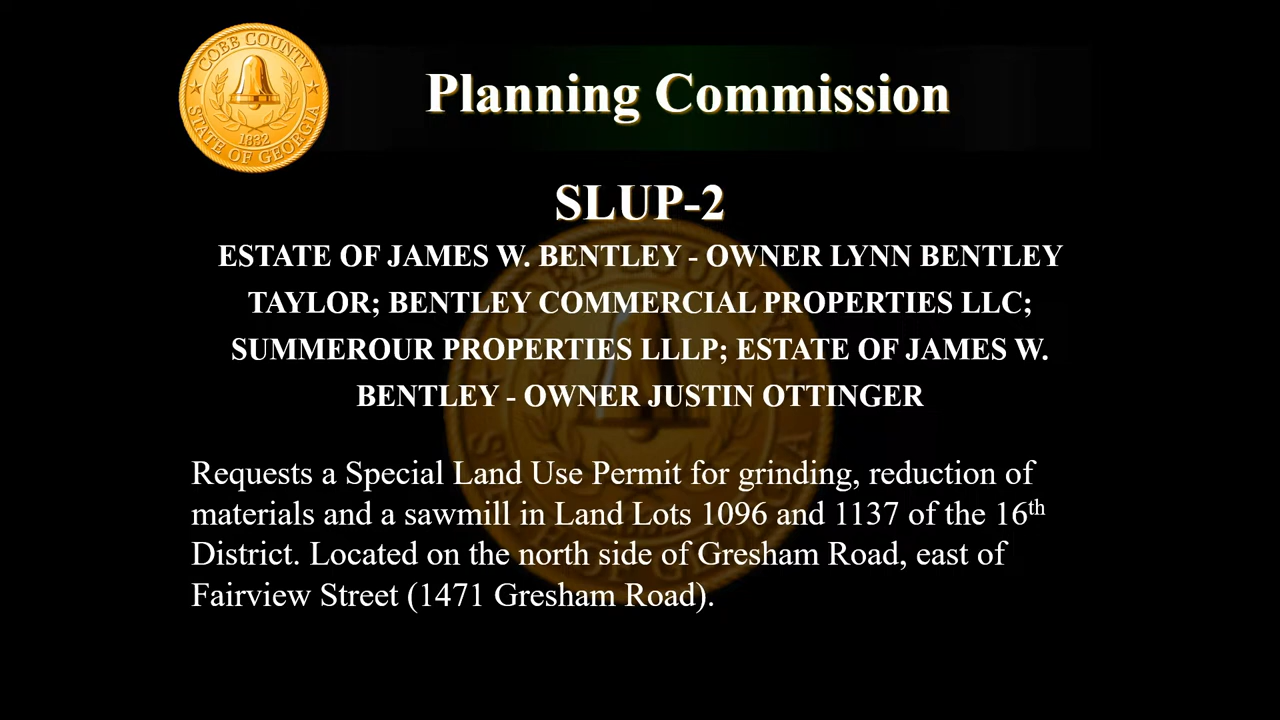 COBB COUNTY
1832
STATE OF GEORGIA
Planning Commission
SLUP-2
ESTATE OF JAMES W. BENTLEY - OWNER LYNN BENTLEY
TAYLOR; BENTLEY COMMERCIAL PROPERTIES LLC;
SUMMEROUR PROPERTIES LLLP; ESTATE OF JAMES W.
BENTLEY - OWNER JUSTIN OTTINGER
Requests a Special Land Use Permit for grinding, reduction of
materials and a sawmill in Land Lots 1096 and 1137 of the 16th
District. Located on the north side of Gresham Road, east of
Fairview Street (1471 Gresham Road).